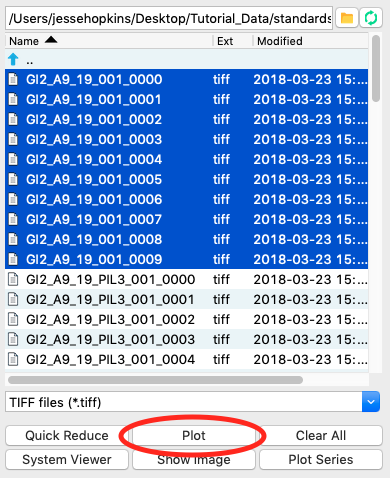 /Users/jessehopkins/Desktop/Tutorial_Data/standards
Name Ext Modified
..
GI2_A9_19_001_0000 tiff 2018-03-23 15:...
GI2_A9_19_001_0001 tiff 2018-03-23 15:...
GI2_A9_19_001_0002 tiff 2018-03-23 15:...
GI2_A9_19_001_0003 tiff 2018-03-23 15:...
GI2_A9_19_001_0004 tiff 2018-03-23 15:...
GI2_A9_19_001_0005 tiff 2018-03-23 15:...
GI2_A9_19_001_0006 tiff 2018-03-23 15:...
GI2_A9_19_001_0007 tiff 2018-03-23 15:...
GI2_A9_19_001_0008 tiff 2018-03-23 15:...
GI2_A9_19_001_0009 tiff 2018-03-23 15:...
GI2_A9_19_PIL3_001_0000 tiff 2018-03-23 15:...
GI2_A9_19_PIL3_001_0001 tiff 2018-03-23 15:...
GI2_A9_19_PIL3_001_0002 tiff 2018-03-23 15:...
GI2_A9_19_PIL3_001_0003 tiff 2018-03-23 15:...
GI2_A9_19_PIL3_001_0004 tiff 2018-03-23 15:...
TIFF files (*.tiff)
Quick Reduce Plot Clear All
System Viewer Show Image Plot Series